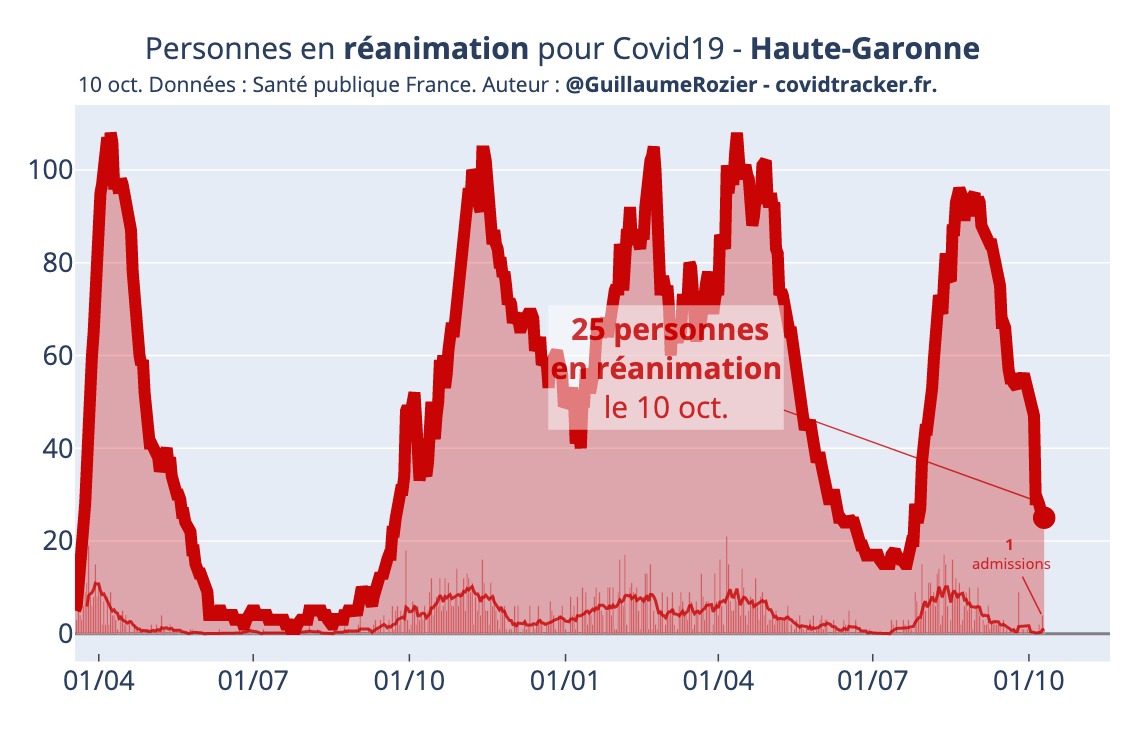 Personnes en réanimation pour Covid19 - Haute-Garonne
10 oct. Données : Santé publique France. Auteur : @GuillaumeRozier - covidtracker.fr.
100
80
60
40
20
0
25 personnes
en réanimation
le 10 oct.
1
admissions
01/04 01/07 01/10 01/01 01/04 01/07 01/10